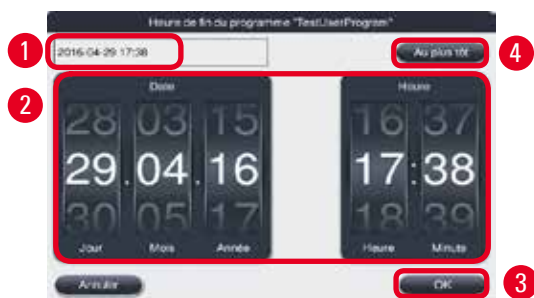 Heure de fin du programme "TestUserProgram"
1
2016-04-29 17:38
Au plus tôt
4
2
Date
Heure
28 03 15
16 37
29.04.16
17:38
30 05 17
18 39
Jour Mois Année
Heure Minute
Annuler
OK
3